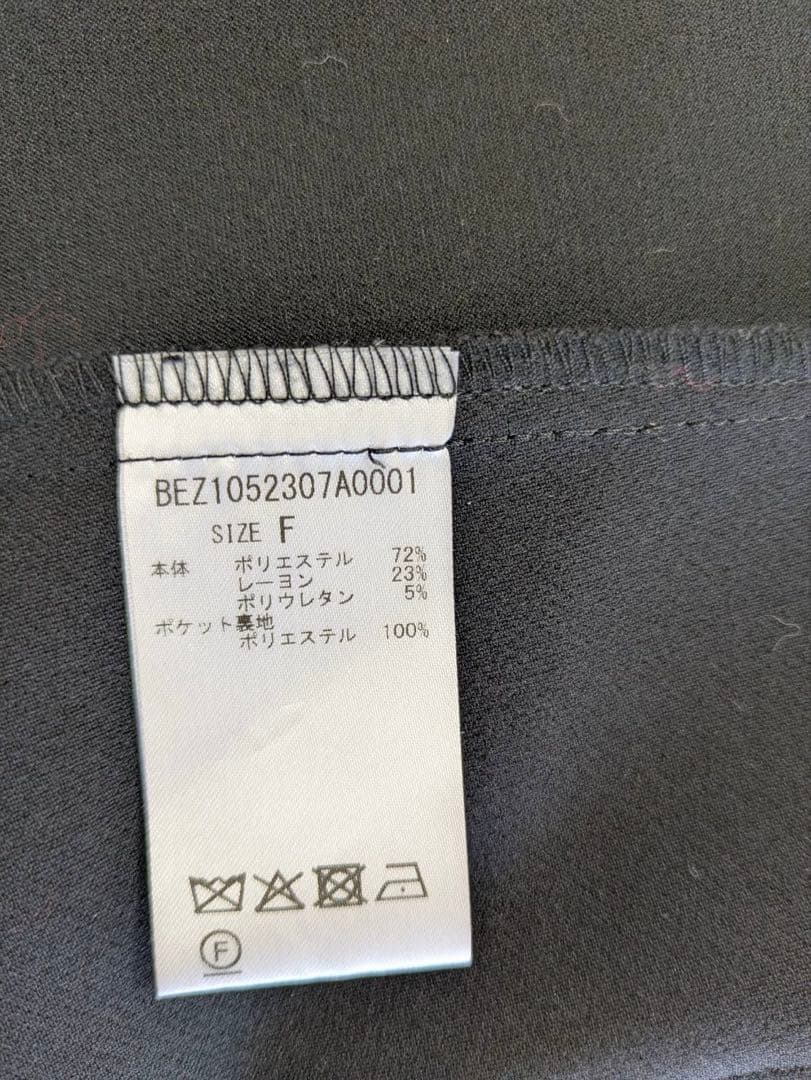 BEZ1052307A0001
SIZE F
本体 ポリエステル 72%
レーヨン 23%
ポリウレタン 5%
ポケット裏地
ポリエステル 100%
F